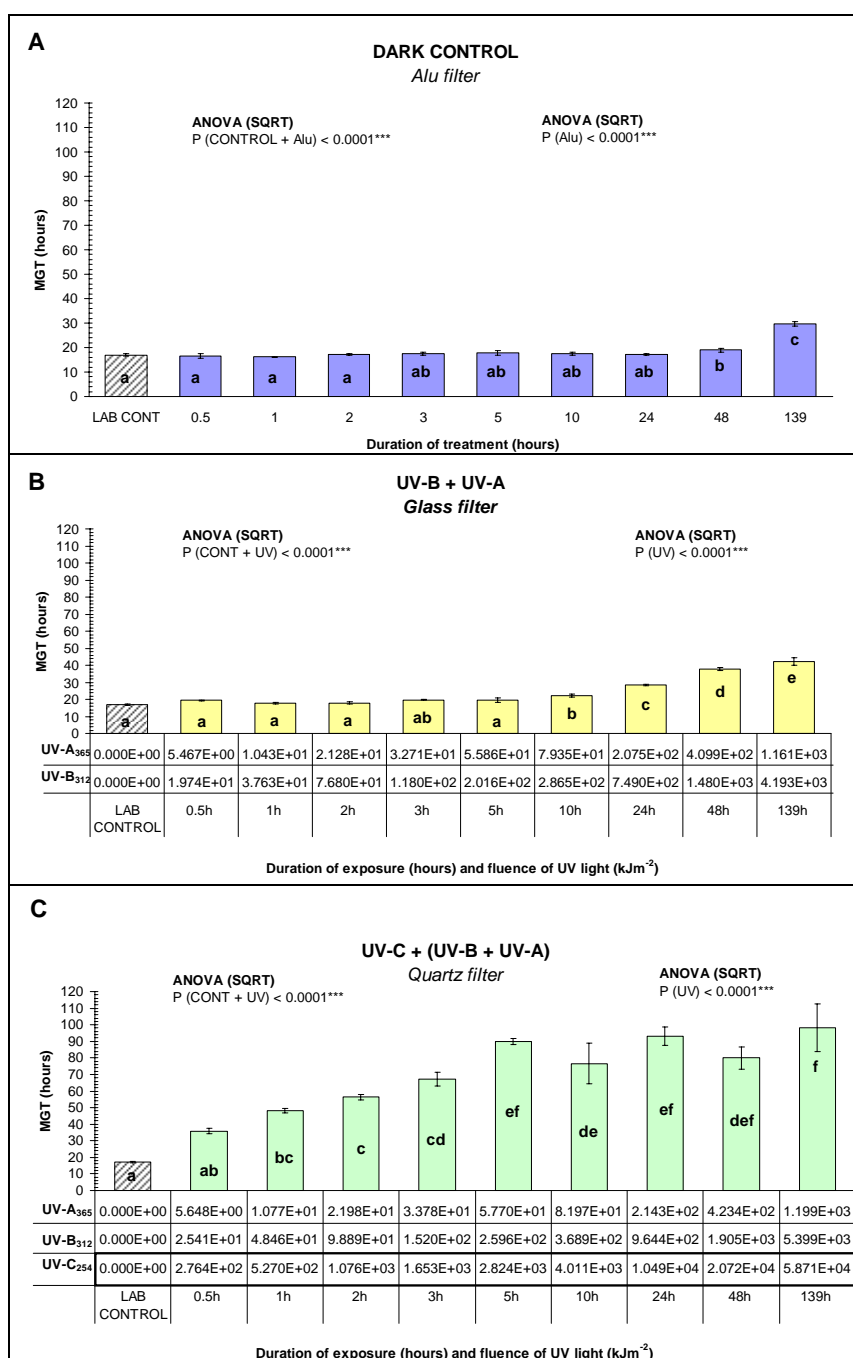 A
DARK CONTROL
Alu filter
ANOVA (SQRT) ANOVA (SQRT)
P (CONTROL + Alu) < 0.0001*** P (Alu) < 0.0001***
120
110
100
90
80
70
60
50
40
30
20
10
0
MGT (hours)
a a a a ab ab ab ab b c
LAB CONT 0.5 1 2 3 5 10 24 48 139
Duration of treatment (hours)
B
UV-B + UV-A
Glass filter
ANOVA (SQRT) ANOVA (SQRT)
P (CONT + UV) < 0.0001*** P (UV) < 0.0001***
120
110
100
90
80
70
60
50
40
30
20
10
0
MGT (hours)
a a a a ab a b c d e
UV-A365 0.000E+00 5.467E+00 1.043E+01 2.128E+01 3.271E+01 5.586E+01 7.935E+01 2.075E+02 4.099E+02 1.161E+03
UV-B312 0.000E+00 1.974E+01 3.763E+01 7.680E+01 1.180E+02 2.016E+02 2.865E+02 7.490E+02 1.480E+03 4.193E+03
LAB CONTROL 0.5h 1h 2h 3h 5h 10h 24h 48h 139h
Duration of exposure (hours) and fluence of UV light (kJm-2)
C
UV-C + (UV-B + UV-A)
Quartz filter
ANOVA (SQRT) ANOVA (SQRT)
P (CONT + UV) < 0.0001*** P (UV) < 0.0001***
120
110
100
90
80
70
60
50
40
30
20
10
0
MGT (hours)
a ab bc c cd ef de ef def f
UV-A365 0.000E+00 5.648E+00 1.077E+01 2.198E+01 3.378E+01 5.770E+01 8.197E+01 2.143E+02 4.234E+02 1.199E+03
UV-B312 0.000E+00 2.541E+01 4.846E+01 9.889E+01 1.520E+02 2.596E+02 3.689E+02 9.644E+02 1.905E+03 5.399E+03
UV-C254 0.000E+00 2.764E+02 5.270E+02 1.076E+03 1.653E+03 2.824E+03 4.011E+03 1.049E+04 2.072E+04 5.871E+04
LAB CONTROL 0.5h 1h 2h 3h 5h 10h 24h 48h 139h
Duration of exposure (hours) and fluence of UV light (kJm-2)